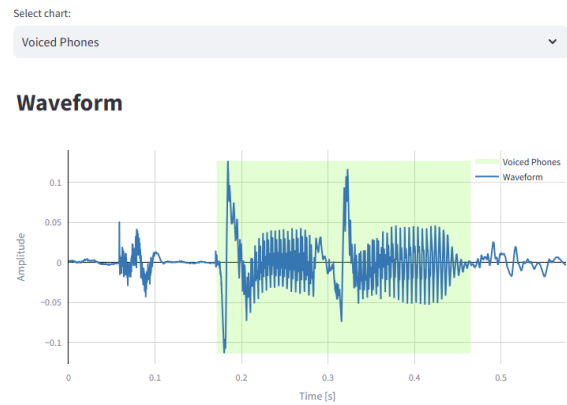 Select chart:
Voiced Phones
Waveform
Voiced Phones
Waveform
0.1
0.05
0
−0.05
−0.1
Amplitude
0
0.1
0.2
0.3
0.4
0.5
Time [s]